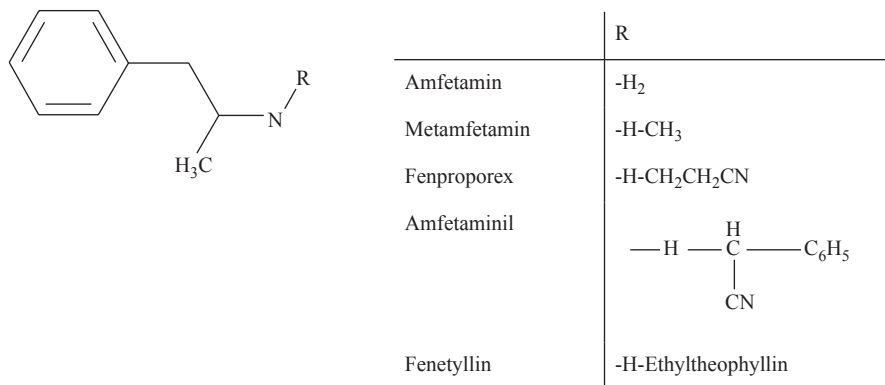 R
N
H₃C
R
Amfetamin -H₂
Metamfetamin -H-CH₃
Fenproporex -H-CH₂CH₂CN
Amfetaminil
H
H C C₆H₅
CN
Fenetyllin -H-Ethyltheophyllin